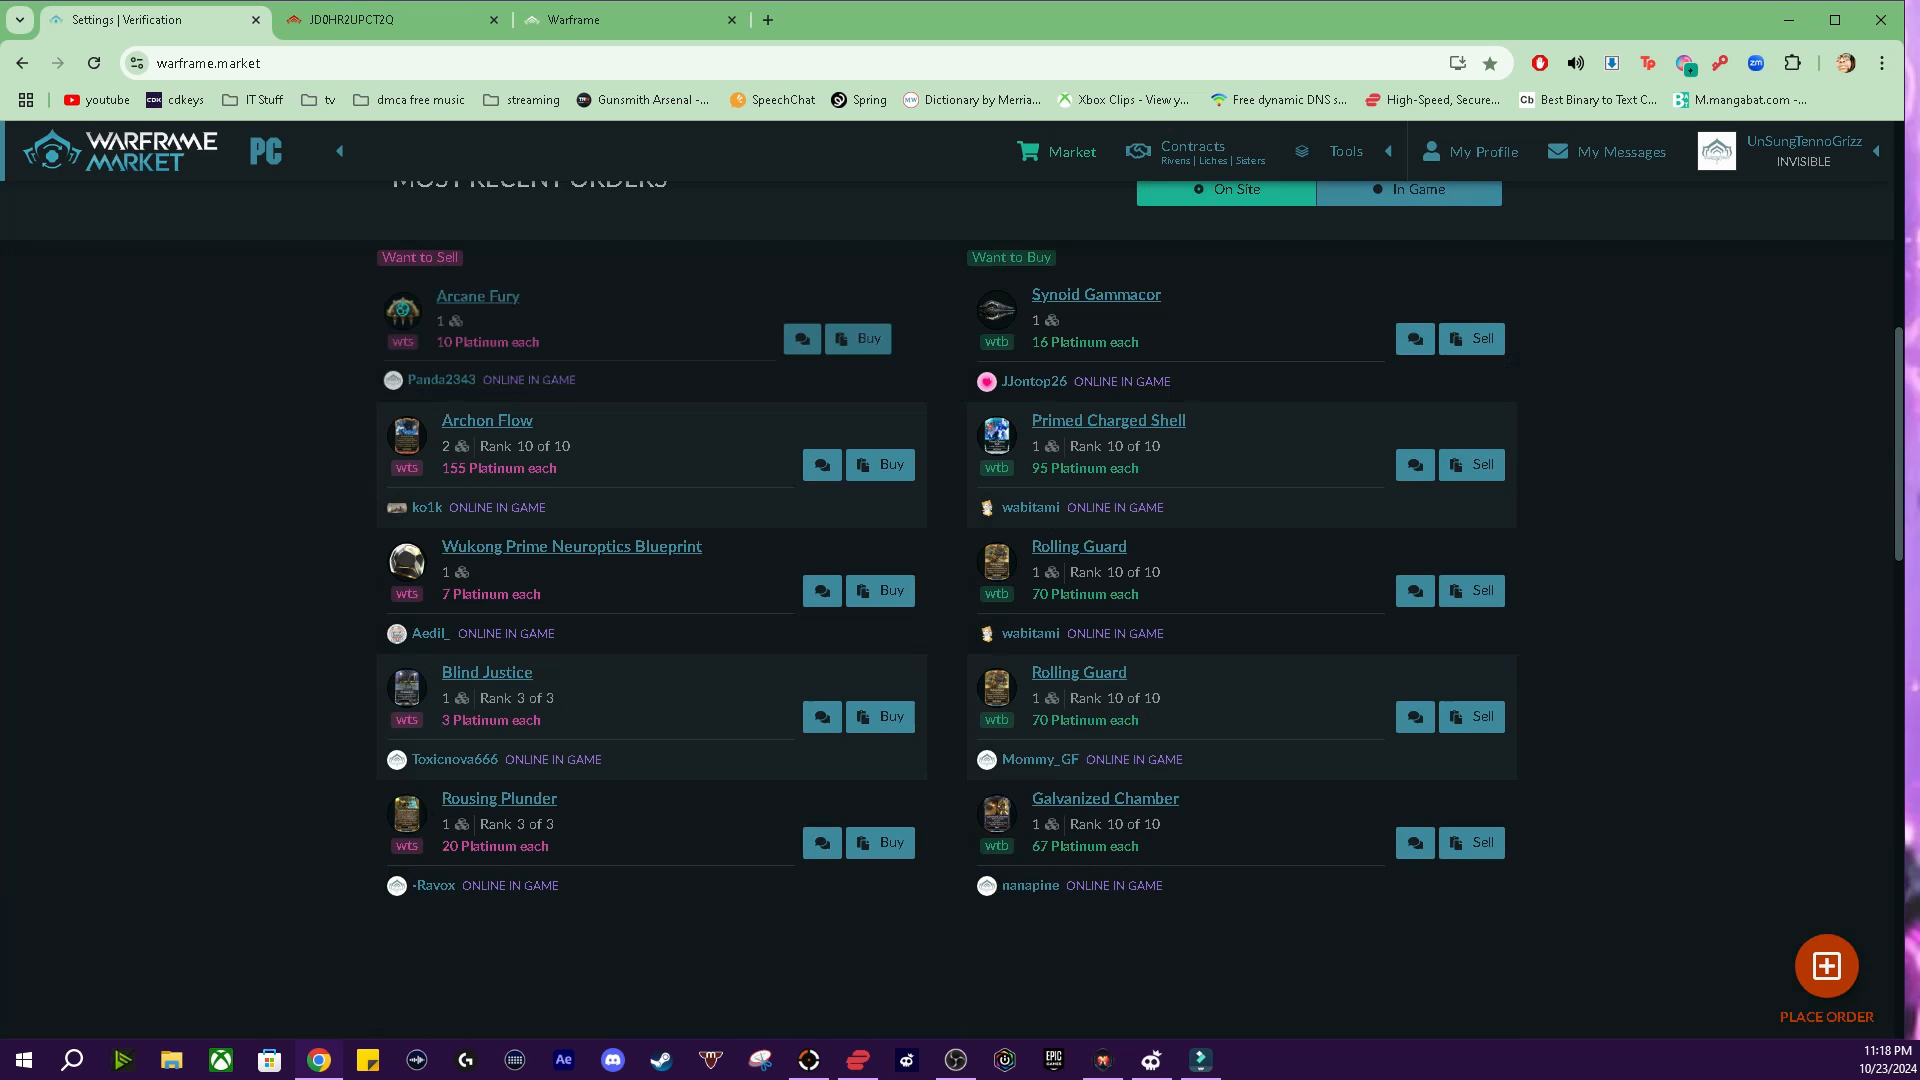 Settings | Verification
JD0HR2UPCT2Q
Warframe
warframe.market
youtube
cdkeys
IT Stuff
tv
dmca free music
streaming
Gunsmith Arsenal -...
SpeechChat
Spring
Dictionary by Merria...
Xbox Clips - View y...
Free dynamic DNS s...
High-Speed, Secure...
Cb Best Binary to Text C...
M.mangabat.com -...
WARFRAME
MARKET
PC
Market
Contracts
Rivens | Liches | Sisters
Tools
My Profile
My Messages
UnSungTennoGrizz
INVISIBLE
MOST RECENT ORDERS
On Site
In Game
Want to Sell
Arcane Fury
1
wts 10 Platinum each
Buy
Panda2343 ONLINE IN GAME
Archon Flow
2 Rank 10 of 10
wts 155 Platinum each
Buy
ko1k ONLINE IN GAME
Wukong Prime Neuroptics Blueprint
1
wts 7 Platinum each
Buy
Aedil_ ONLINE IN GAME
Blind Justice
1 Rank 3 of 3
wts 3 Platinum each
Buy
Toxicnova666 ONLINE IN GAME
Rousing Plunder
1 Rank 3 of 3
wts 20 Platinum each
Buy
-Ravox ONLINE IN GAME
Want to Buy
Synoid Gammacor
1
wtb 16 Platinum each
Sell
JJontop26 ONLINE IN GAME
Primed Charged Shell
1 Rank 10 of 10
wtb 95 Platinum each
Sell
wabitami ONLINE IN GAME
Rolling Guard
1 Rank 10 of 10
wtb 70 Platinum each
Sell
wabitami ONLINE IN GAME
Rolling Guard
1 Rank 10 of 10
wtb 70 Platinum each
Sell
Mommy_GF ONLINE IN GAME
Galvanized Chamber
1 Rank 10 of 10
wtb 67 Platinum each
Sell
nanapine ONLINE IN GAME
PLACE ORDER
Ae
EPIC
GAMES
11:18 PM
10/23/2024